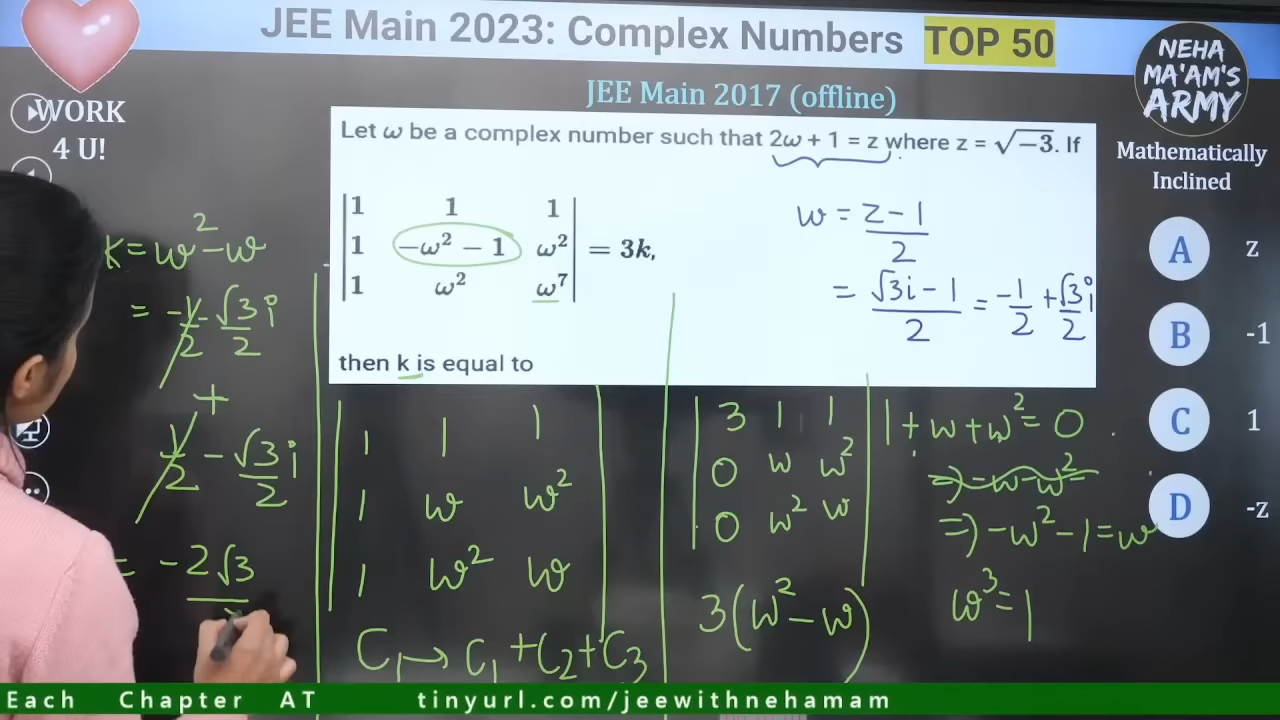 JEE Main 2023: Complex Numbers TOP 50
NEHA
MA'AM'S
ARMY
Mathematically
Inclined
WORK
4 U!
JEE Main 2017 (offline)
Let ω be a complex number such that 2ω + 1 = z where z = √−3. If
|1 1 1|
|1 −ω² − 1 ω²| = 3k,
|1 ω² ω⁷|
then k is equal to
w = z-1/2
= √3i-1/2 = -1/2 + √3/2 i
A z
B -1
C 1
D -z
k = w²-w
= -1/2 - √3/2 i
+
1/2 - √3/2 i
= -2√3
1 1 1
1 w w²
1 w² w
C₁→ C₁+C₂+C₃
3 1 1
0 w w²
0 w² w
3(w²-w)
1+w+w²=0
=) -w-w²=
=) -w²-1=w
w³=1
Each Chapter AT tinyurl.com/jeewithnehamam